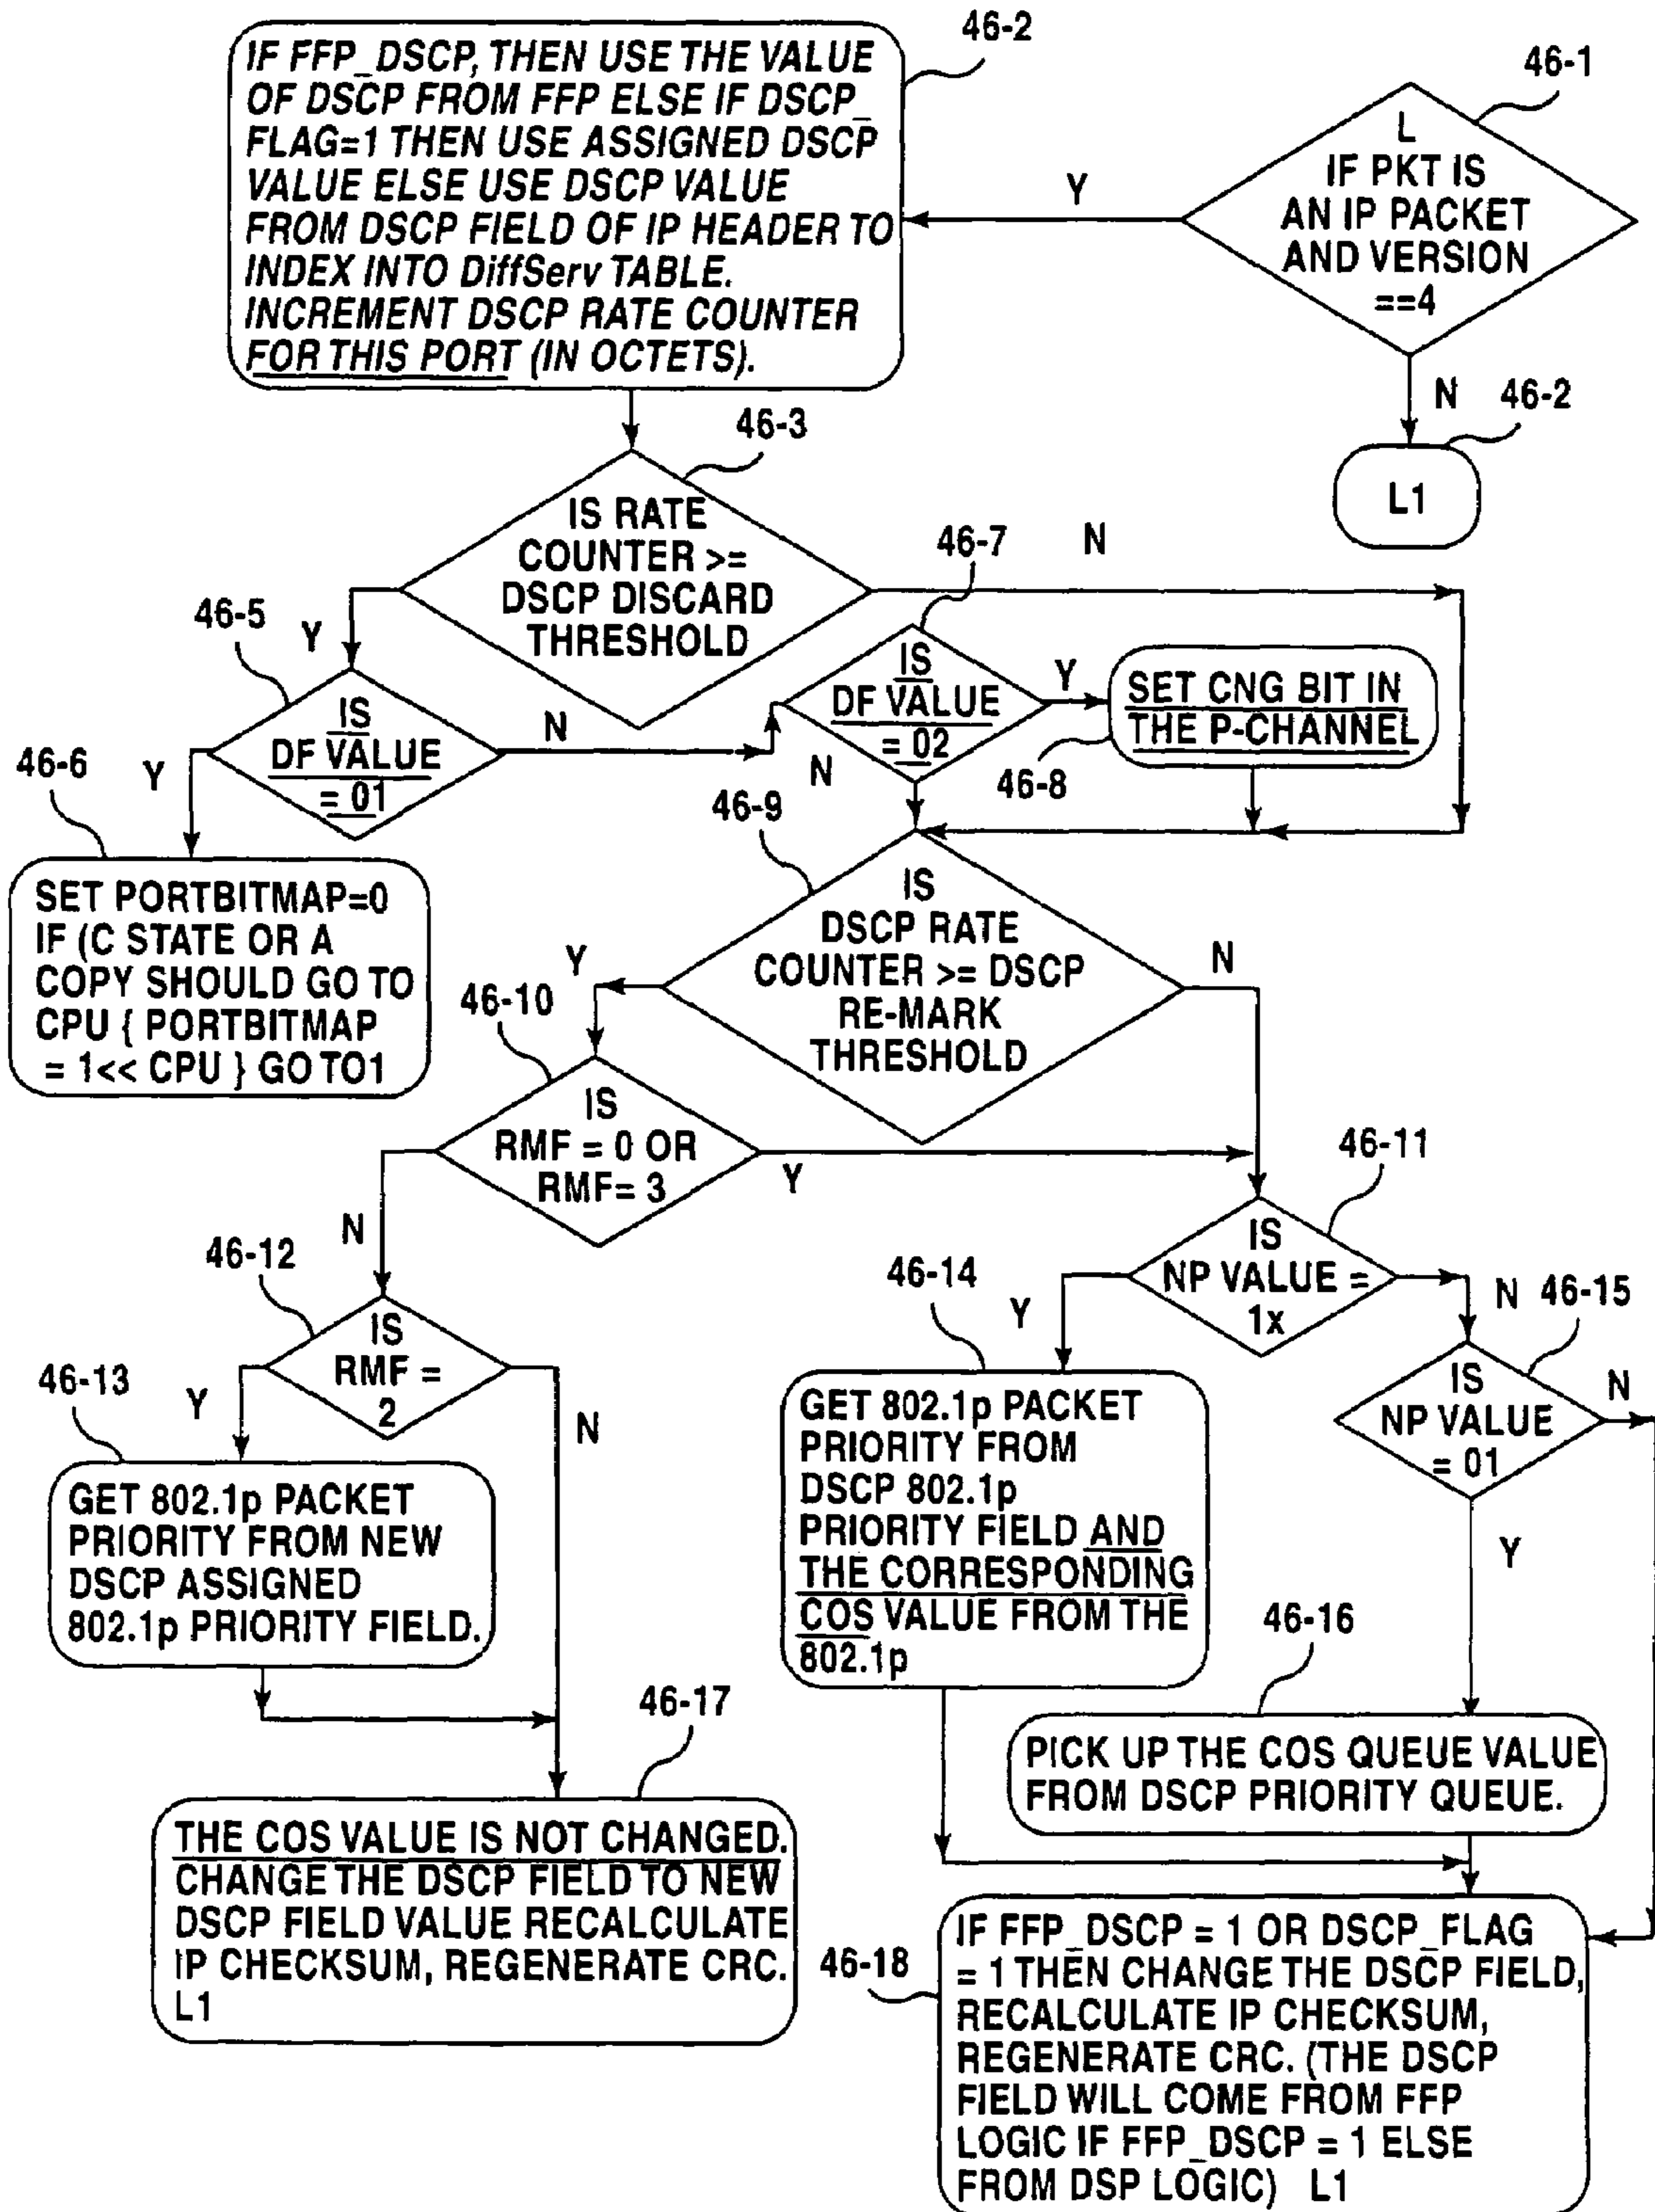 46-2
IF FFP_DSCP, THEN USE THE VALUE
OF DSCP FROM FFP ELSE IF DSCP_
FLAG=1 THEN USE ASSIGNED DSCP
VALUE ELSE USE DSCP VALUE
FROM DSCP FIELD OF IP HEADER TO
INDEX INTO DiffServ TABLE.
INCREMENT DSCP RATE COUNTER
FOR THIS PORT (IN OCTETS).
46-1
L
IF PKT IS
AN IP PACKET
AND VERSION
==4
Y
N
46-2
L1
46-3
IS RATE
COUNTER >=
DSCP DISCARD
THRESHOLD
N
Y
46-5
IS
DF VALUE
= 01
N
Y
46-7
IS
DF VALUE
= 02
Y
N
46-8
SET CNG BIT IN
THE P-CHANNEL
46-6
SET PORTBITMAP=0
IF (C STATE OR A
COPY SHOULD GO TO
CPU { PORTBITMAP
= 1<< CPU } GO TO1
46-9
IS
DSCP RATE
COUNTER >= DSCP
RE-MARK
THRESHOLD
Y
N
46-10
IS
RMF = 0 OR
RMF= 3
Y
N
46-11
IS
NP VALUE =
1x
Y
N
46-12
IS
RMF =
2
Y
N
46-13
GET 802.1p PACKET
PRIORITY FROM NEW
DSCP ASSIGNED
802.1p PRIORITY FIELD.
46-14
GET 802.1p PACKET
PRIORITY FROM
DSCP 802.1p
PRIORITY FIELD AND
THE CORRESPONDING
COS VALUE FROM THE
802.1p
46-15
IS
NP VALUE
= 01
N
Y
46-16
PICK UP THE COS QUEUE VALUE
FROM DSCP PRIORITY QUEUE.
46-17
THE COS VALUE IS NOT CHANGED.
CHANGE THE DSCP FIELD TO NEW
DSCP FIELD VALUE RECALCULATE
IP CHECKSUM, REGENERATE CRC.
L1
46-18
IF FFP_DSCP = 1 OR DSCP_FLAG
= 1 THEN CHANGE THE DSCP FIELD,
RECALCULATE IP CHECKSUM,
REGENERATE CRC. (THE DSCP
FIELD WILL COME FROM FFP
LOGIC IF FFP_DSCP = 1 ELSE
FROM DSP LOGIC) L1